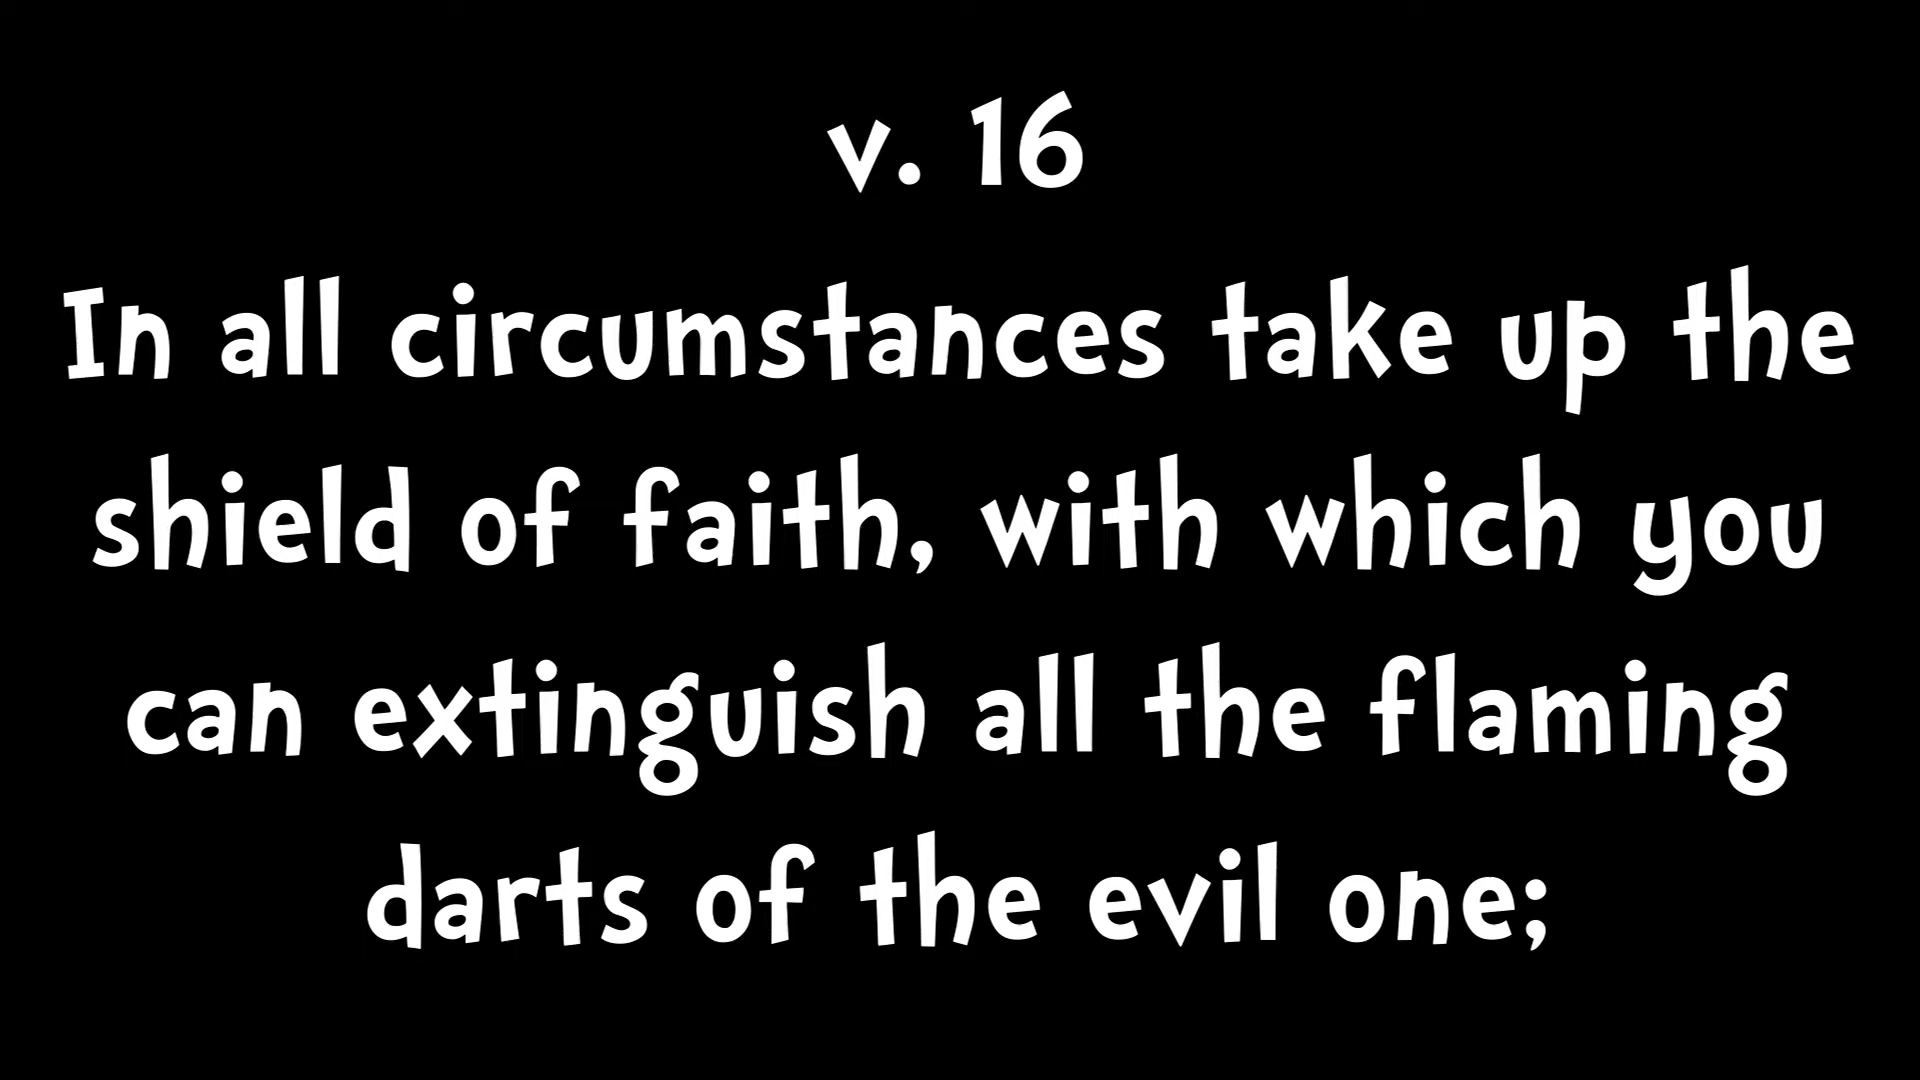 v. 16
In all circumstances take up the
shield of faith, with which you
can extinguish all the flaming
darts of the evil one;